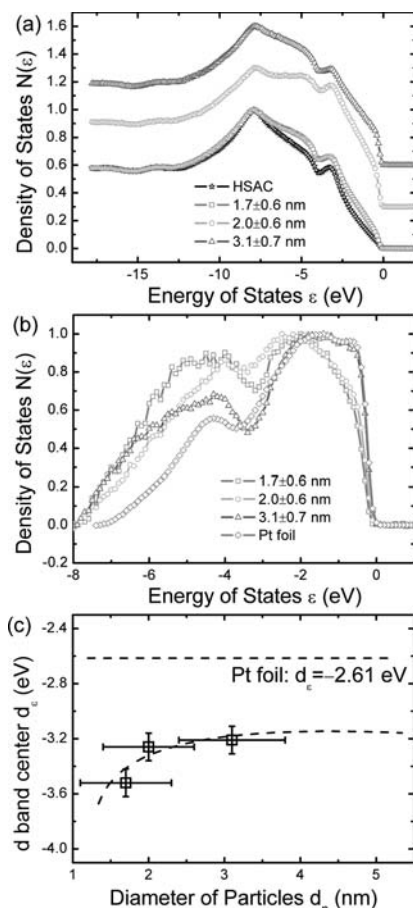 (a)
Density of States N(ε)
1.6
1.4
1.2
1.0
0.8
0.6
0.4
0.2
0.0
HSAC
1.7±0.6 nm
2.0±0.6 nm
3.1±0.7 nm
-15 -10 -5 0
Energy of States ε (eV)
(b)
Density of States N(ε)
1.0
0.8
0.6
0.4
0.2
0.0
-0.2
1.7±0.6 nm
2.0±0.6 nm
3.1±0.7 nm
Pt foil
-8 -6 -4 -2 0
Energy of States ε (eV)
(c)
d band center dε (eV)
-2.4
-2.8
-3.2
-3.6
-4.0
Pt foil: dε=−2.61 eV
1 2 3 4 5
Diameter of Particles (nm)